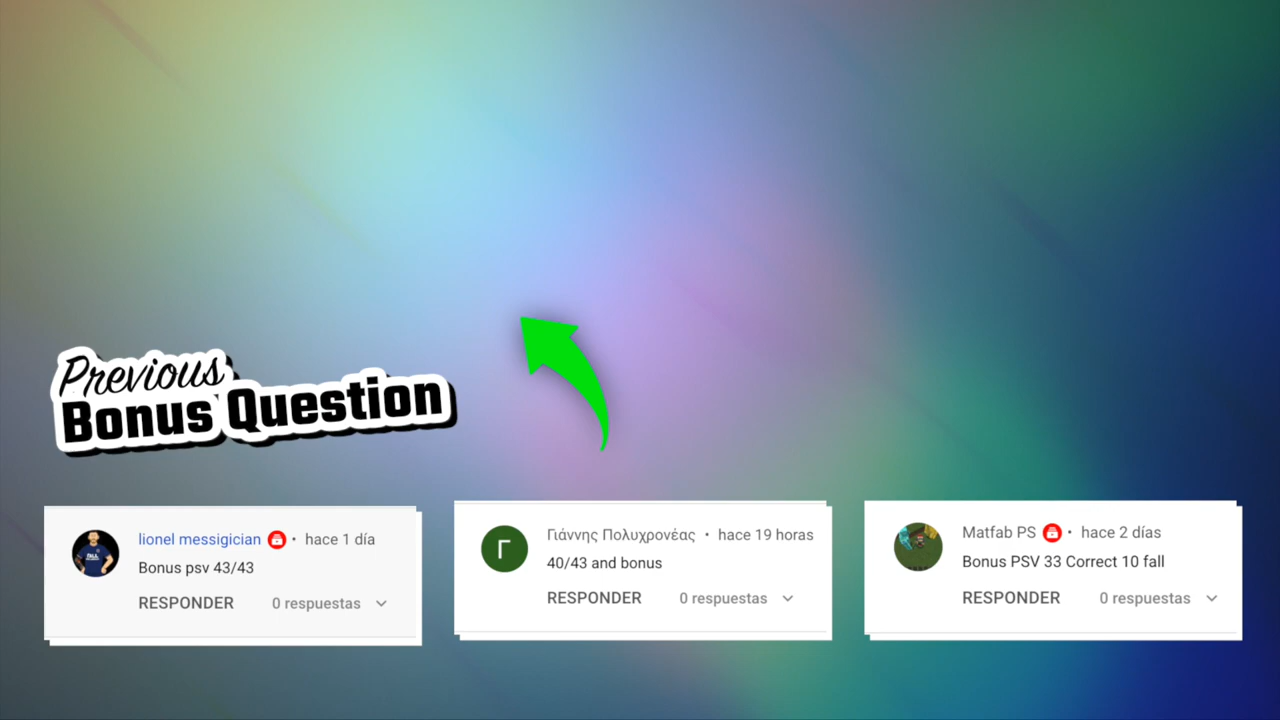 Previous
Bonus Question
lionel messigician • hace 1 día
Bonus psv 43/43
RESPONDER 0 respuestas
Γιάννης Πολυχρονέας • hace 19 horas
40/43 and bonus
RESPONDER 0 respuestas
Matfab PS • hace 2 días
Bonus PSV 33 Correct 10 fall
RESPONDER 0 respuestas